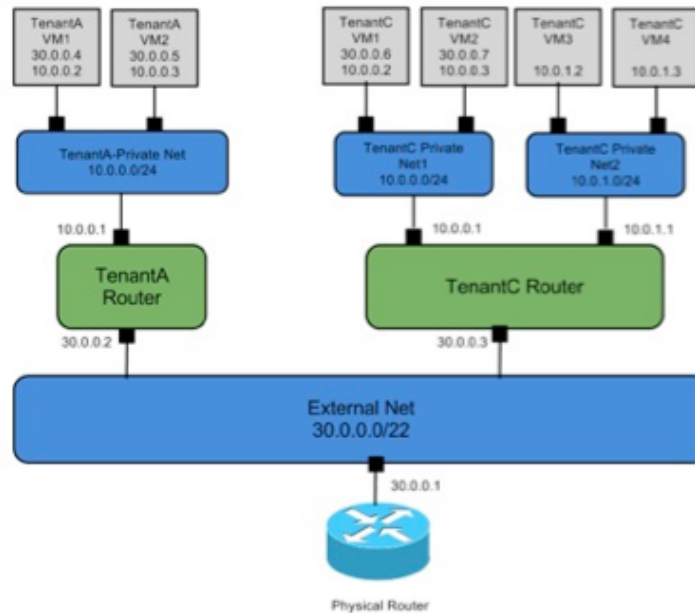 TenantA
VM1
30.0.0.4
10.0.0.2
TenantA
VM2
30.0.0.5
10.0.0.3
TenantC
VM1
30.0.0.6
10.0.0.2
TenantC
VM2
30.0.0.7
10.0.0.3
TenantC
VM3
10.0.1.2
TenantC
VM4
10.0.1.3
TenantA-Private Net
10.0.0.0/24
TenantC Private
Net1
10.0.0.0/24
TenantC Private
Net2
10.0.1.0/24
10.0.0.1
10.0.0.1
10.0.1.1
TenantA
Router
TenantC Router
30.0.0.2
30.0.0.3
External Net
30.0.0.0/22
30.0.0.1
Physical Router